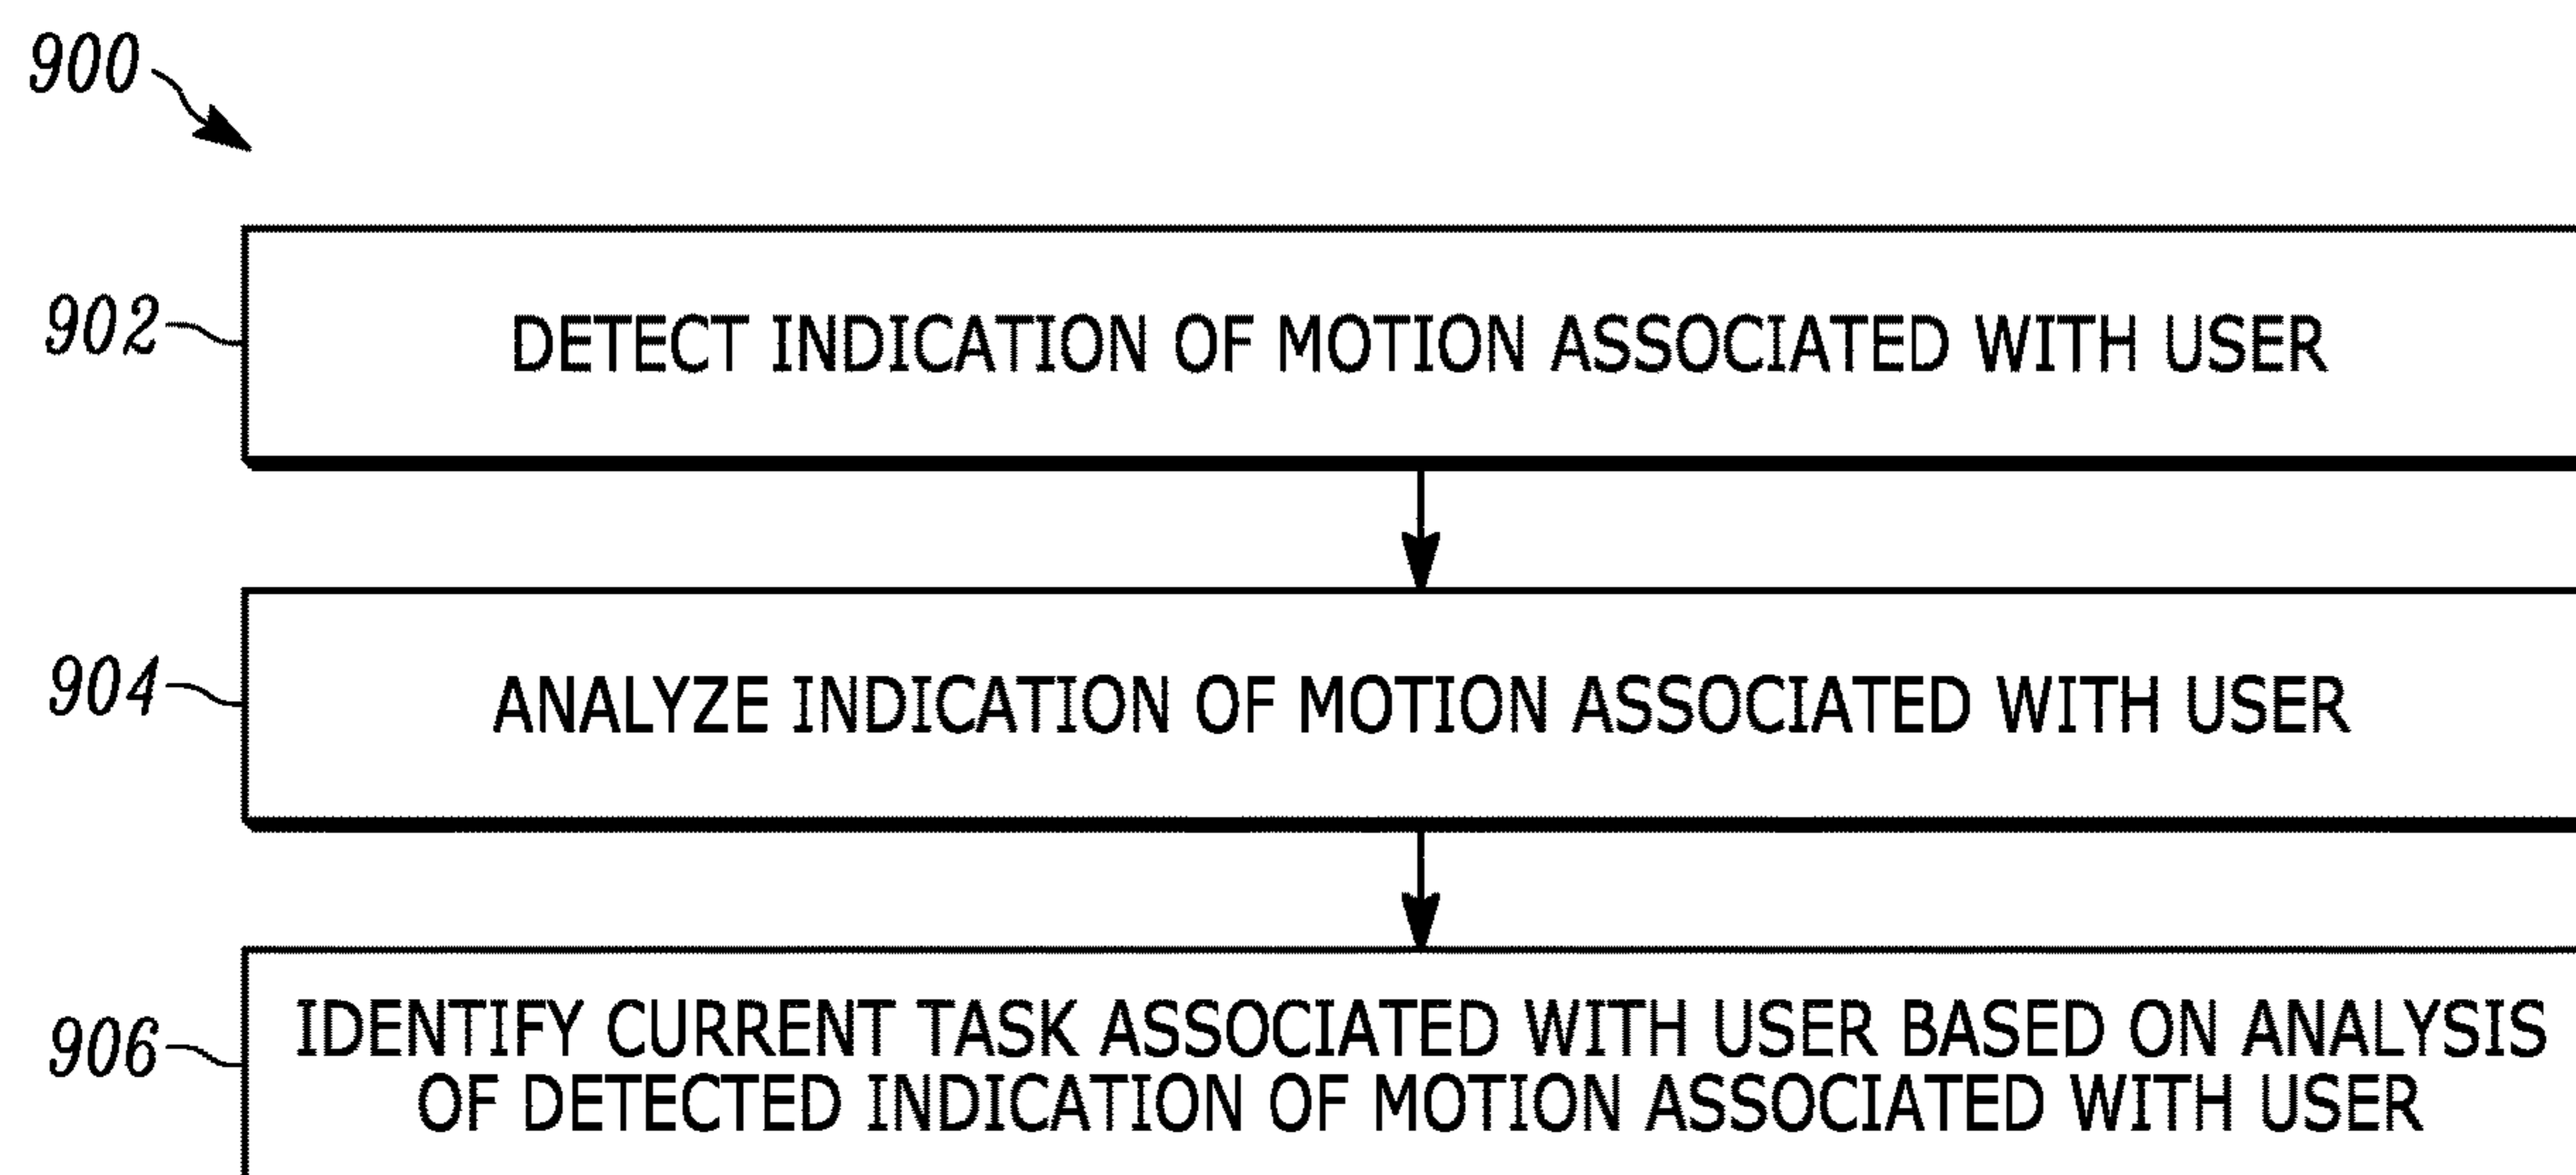 900
902
DETECT INDICATION OF MOTION ASSOCIATED WITH USER
904
ANALYZE INDICATION OF MOTION ASSOCIATED WITH USER
906
IDENTIFY CURRENT TASK ASSOCIATED WITH USER BASED ON ANALYSIS
OF DETECTED INDICATION OF MOTION ASSOCIATED WITH USER